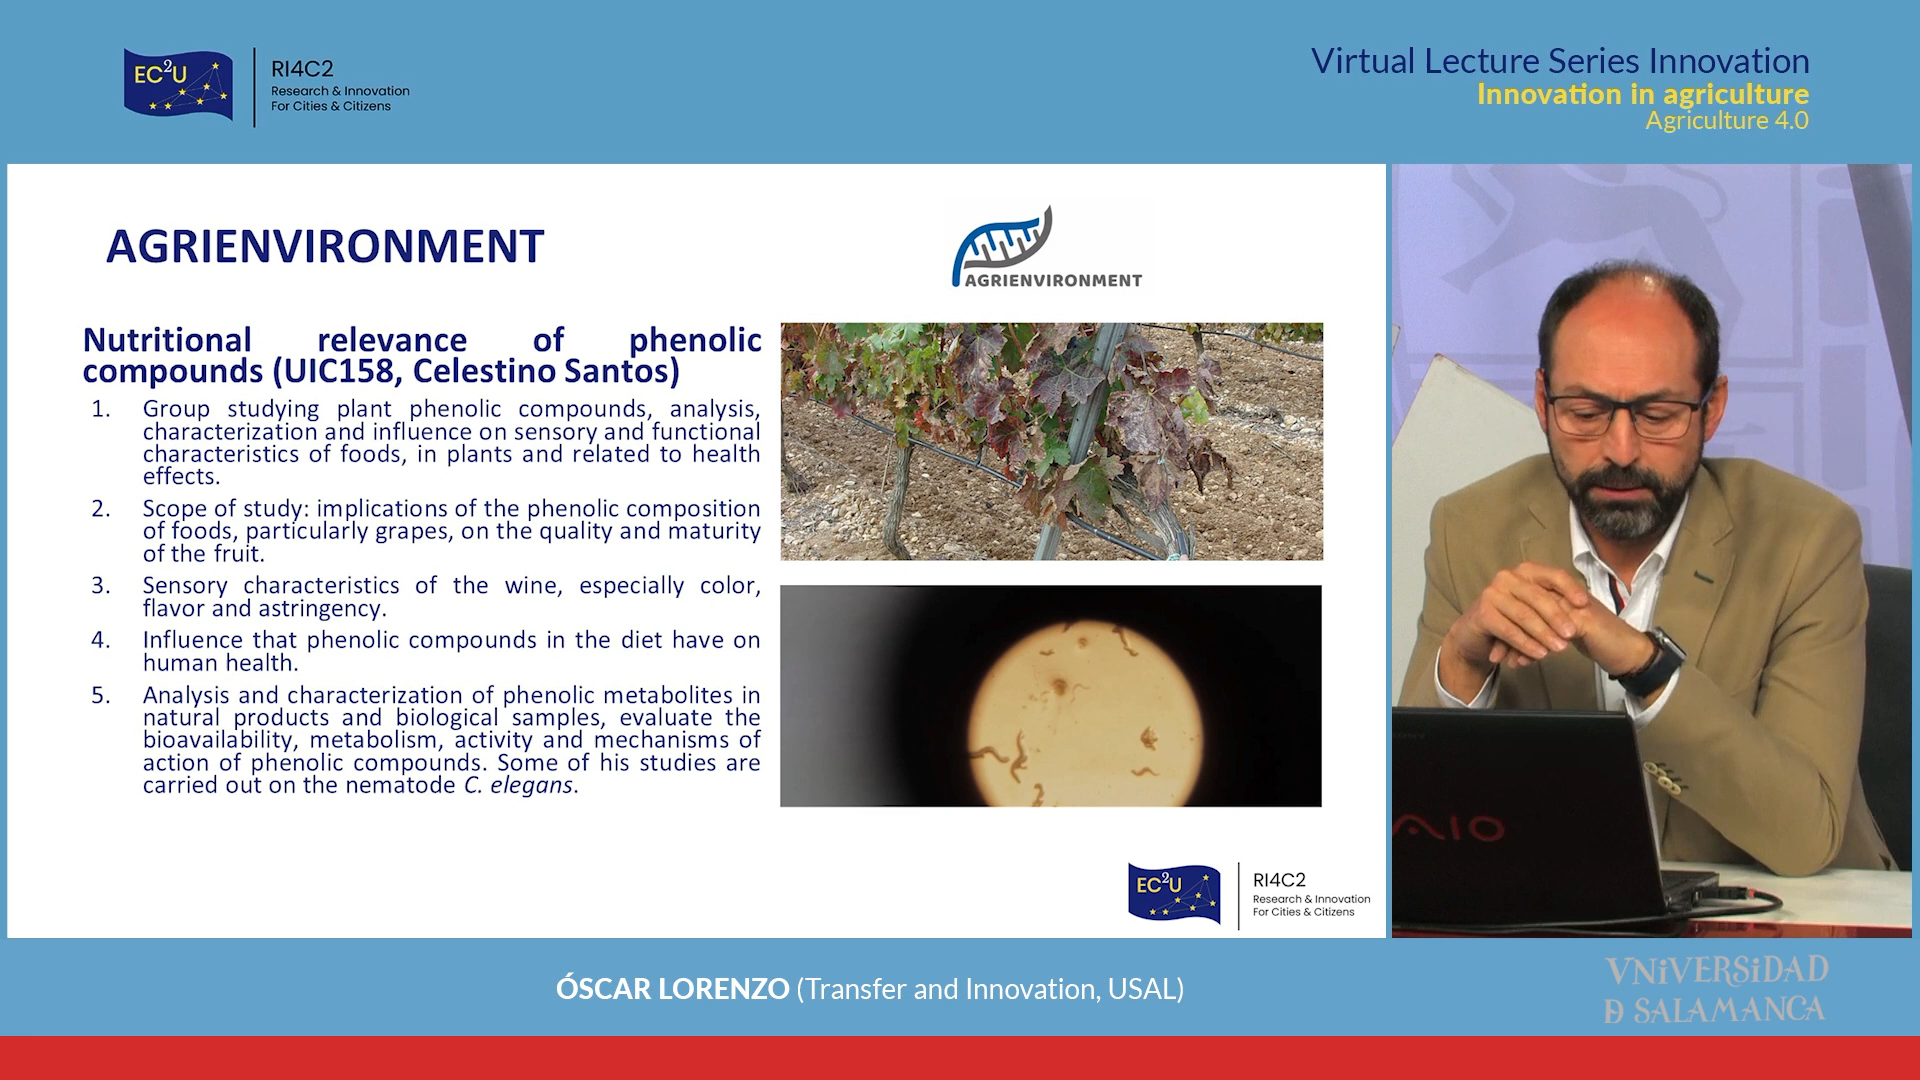 EC2U
RI4C2
Research & Innovation
For Cities & Citizens
Virtual Lecture Series Innovation
Innovation in agriculture
Agriculture 4.0
AGRIENVIRONMENT
AGRIENVIRONMENT
Nutritional relevance of phenolic
compounds (UIC158, Celestino Santos)
1. Group studying plant phenolic compounds, analysis,
characterization and influence on sensory and functional
characteristics of foods, in plants and related to health
effects.
2. Scope of study: implications of the phenolic composition
of foods, particularly grapes, on the quality and maturity
of the fruit.
3. Sensory characteristics of the wine, especially color,
flavor and astringency.
4. Influence that phenolic compounds in the diet have on
human health.
5. Analysis and characterization of phenolic metabolites in
natural products and biological samples, evaluate the
bioavailability, metabolism, activity and mechanisms of
action of phenolic compounds. Some of his studies are
carried out on the nematode C. elegans.
EC2U
RI4C2
Research & Innovation
For Cities & Citizens
AIO
ÓSCAR LORENZO (Transfer and Innovation, USAL)
VNiVERSiDAD
Ð SALAMANCA